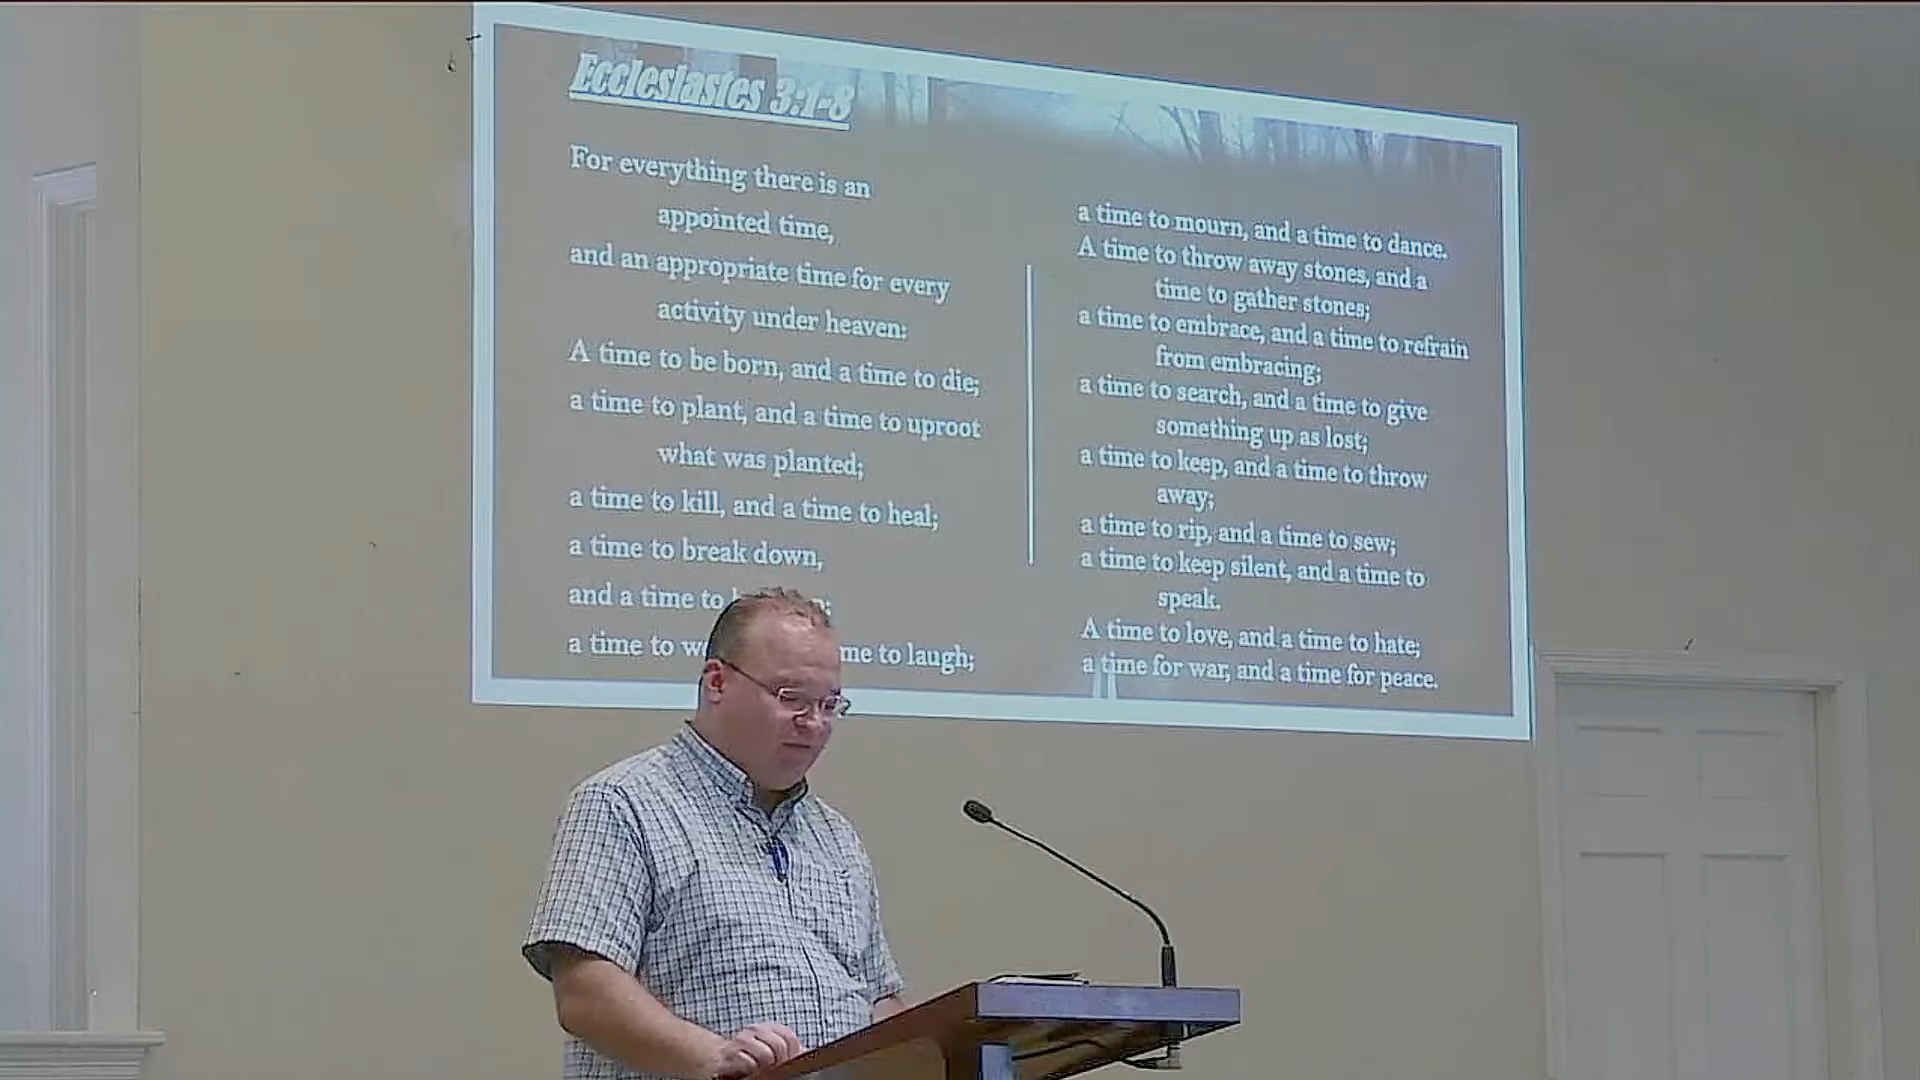 Ecclesiastes 3:1-8
For everything there is an
appointed time,
and an appropriate time for every
activity under heaven:
A time to be born, and a time to die;
a time to plant, and a time to uproot
what was planted;
a time to kill, and a time to heal;
a time to break down,
and a time to
a time to me to laugh;
a time to mourn, and a time to dance.
A time to throw away stones, and a
time to gather stones;
a time to embrace, and a time to refrain
from embracing;
a time to search, and a time to give
something up as lost;
a time to keep, and a time to throw
away;
a time to rip, and a time to sew;
a time to keep silent, and a time to
speak.
A time to love, and a time to hate;
a time for war, and a time for peace.